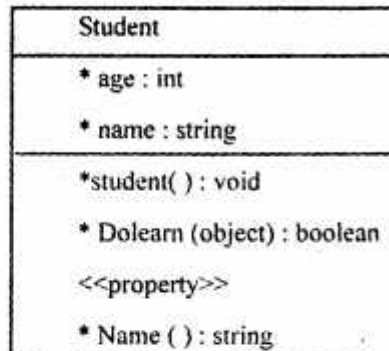 Student
* age : int
* name : string
*student( ) : void
* Dolearn (object) : boolean
<<property>>
* Name ( ) : string